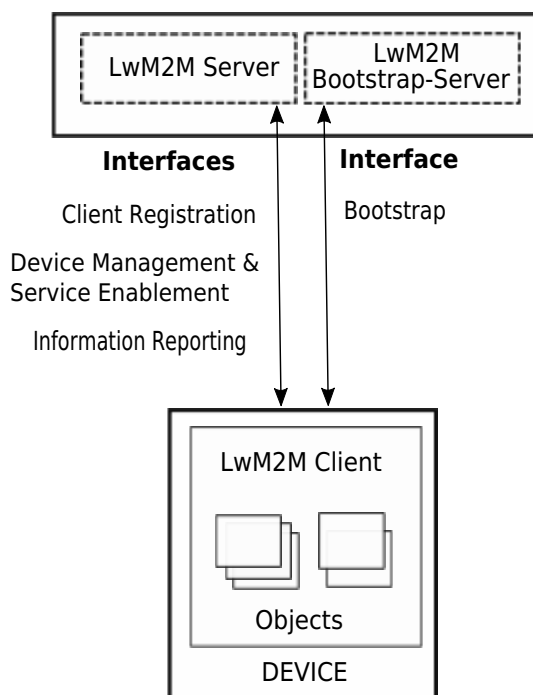 LwM2M Server
LwM2M
Bootstrap-Server
Interfaces
Interface
Client Registration
Bootstrap
Device Management &
Service Enablement
Information Reporting
LwM2M Client
Objects
DEVICE